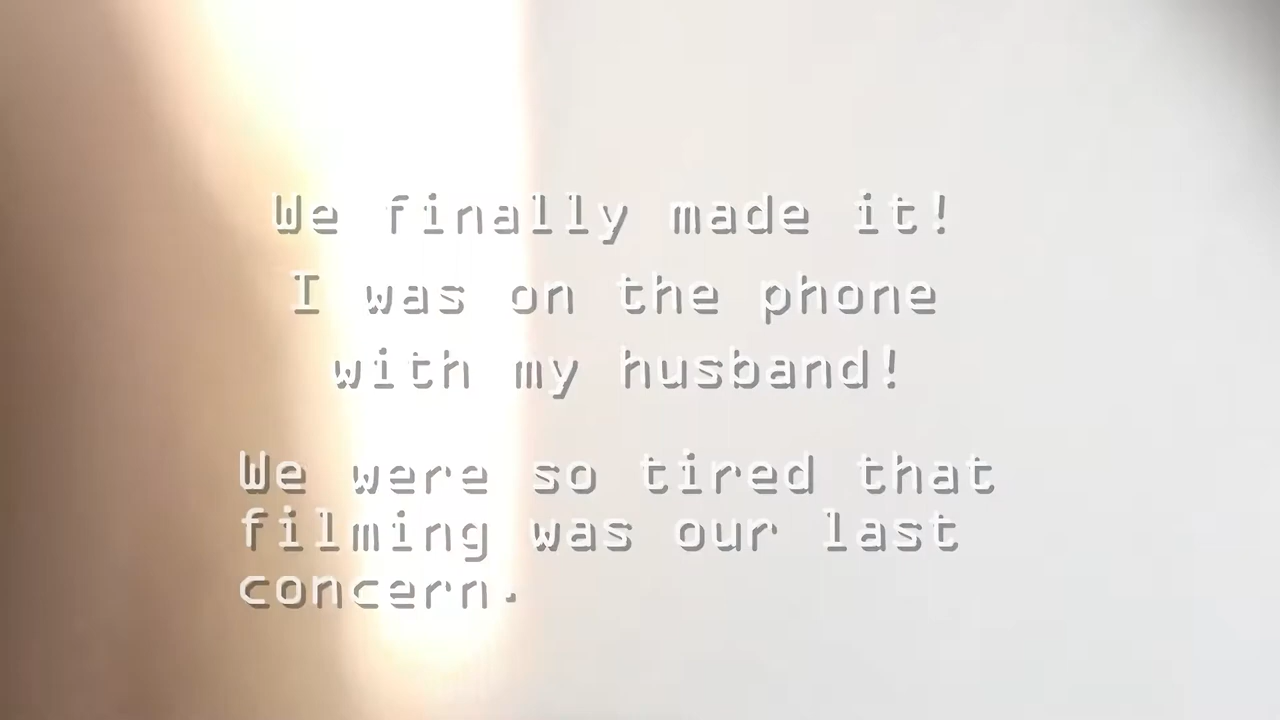 We finally made it!
I was on the phone
with my husband!
We were so tired that
filming was our last
concern.